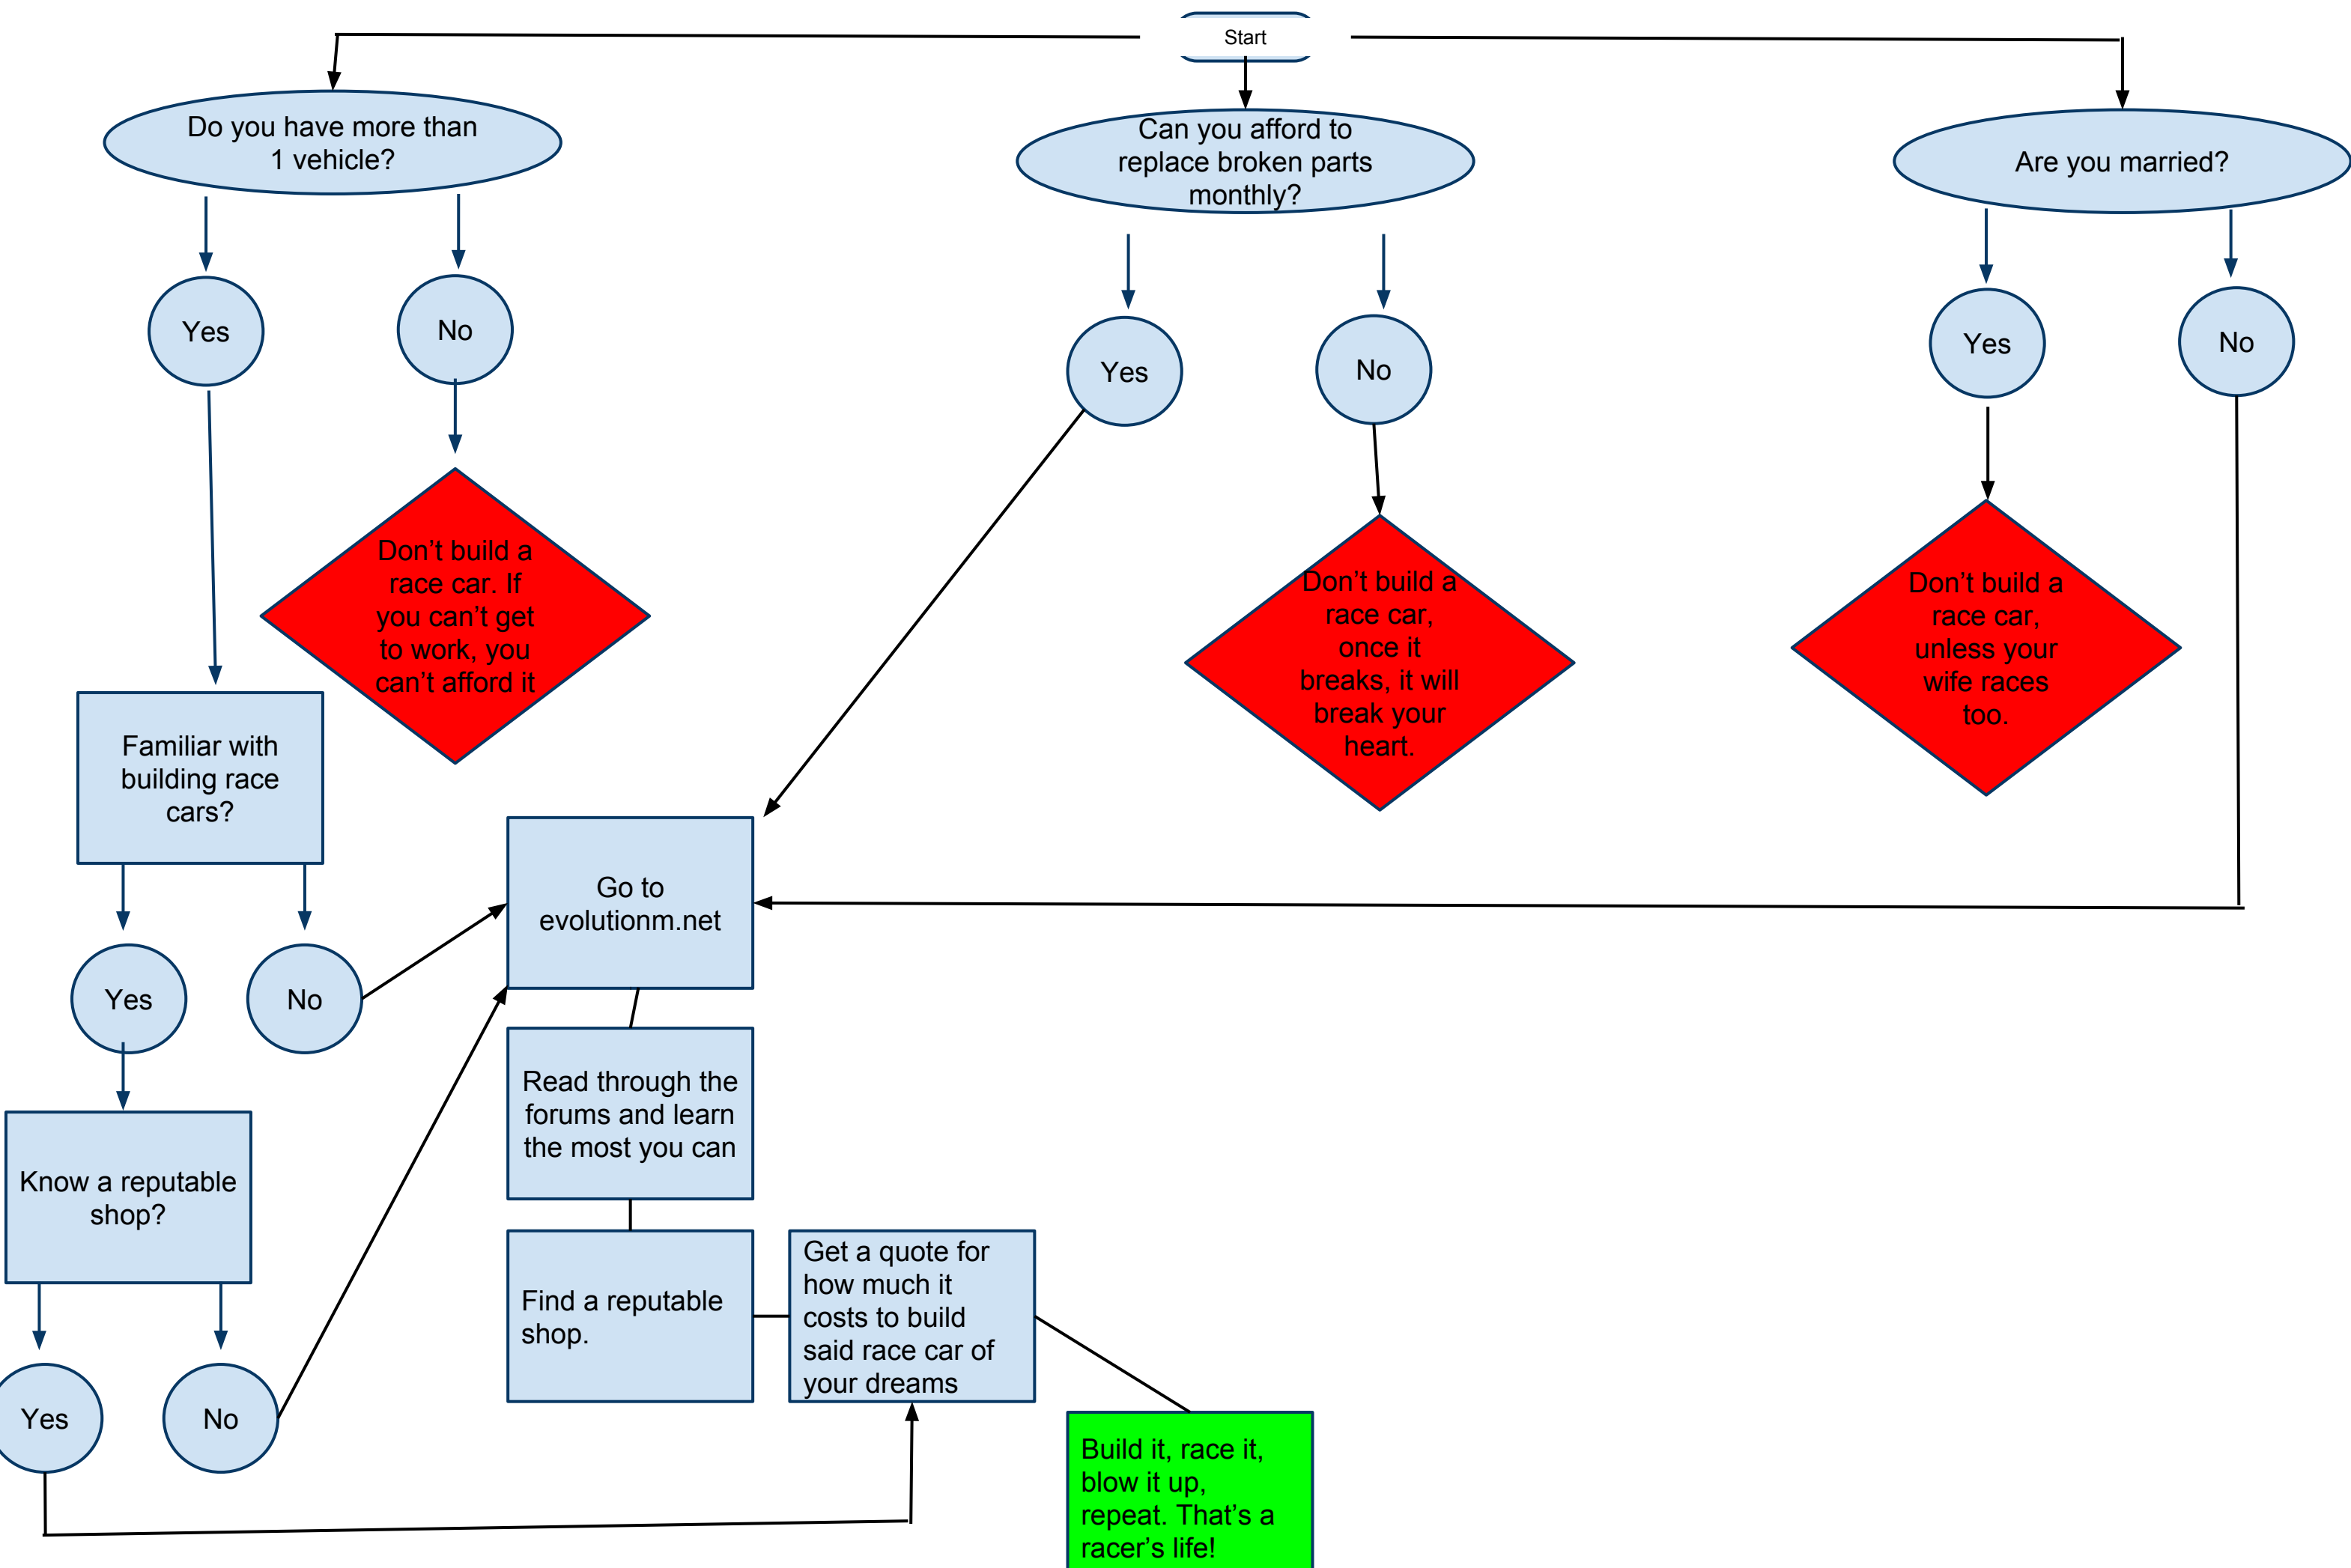 Start
Do you have more than
1 vehicle?
Can you afford to
replace broken parts
monthly?
Are you married?
Yes
No
Yes
No
Yes
No
Don't build a
race car. If
you can't get
to work, you
can't afford it
Don't build a
race car,
once it
breaks, it will
break your
heart.
Don't build a
race car,
unless your
wife races
too.
Familiar with
building race
cars?
Go to
evolutionm.net
Yes
No
Read through the
forums and learn
the most you can
Know a reputable
shop?
Find a reputable
shop.
Get a quote for
how much it
costs to build
said race car of
your dreams
Yes
No
Build it, race it,
blow it up,
repeat. That's a
racer's life!